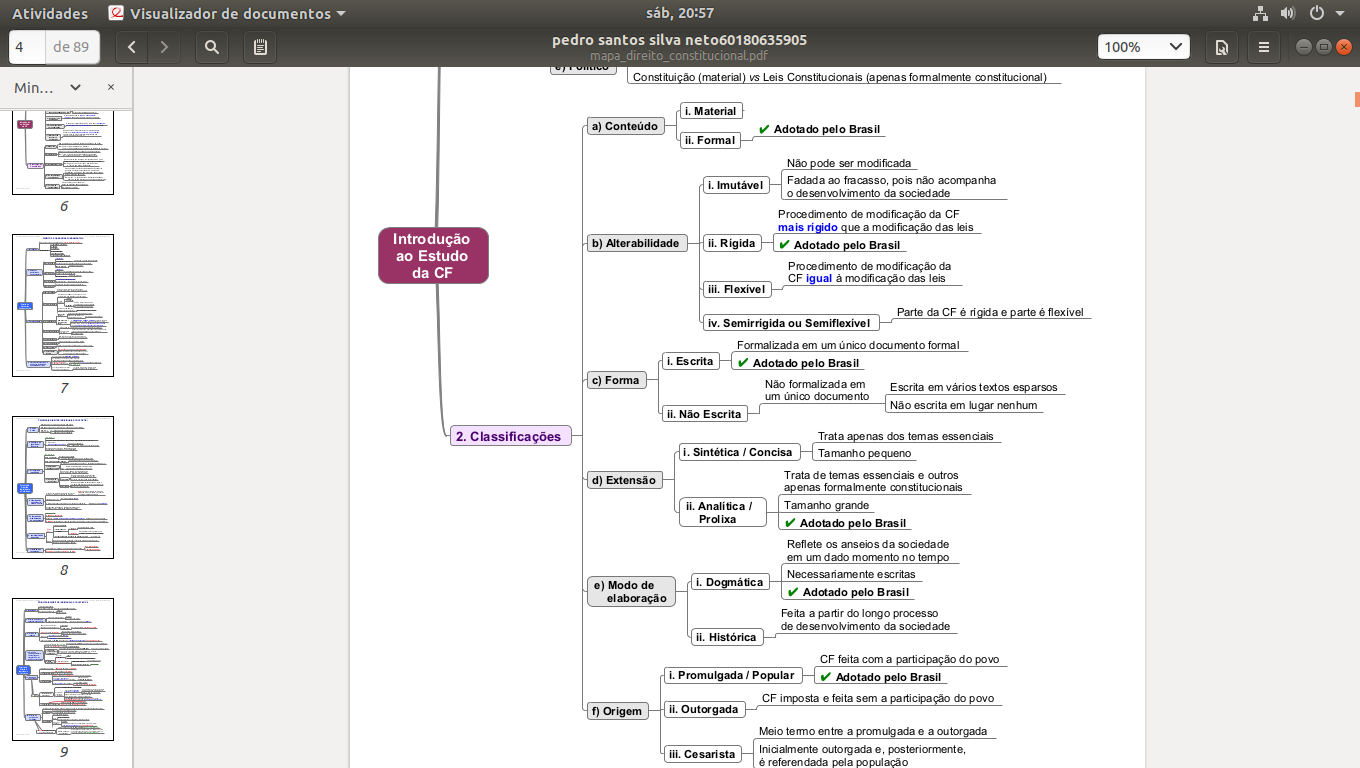 Atividades
Visualizador de documentos
sáb, 20:57
4
de 89
pedro santos silva neto60180635905
mapa_direito_constitucional.pdf
100%
Min...
6
7
8
9
e) Político
Constituição (material) vs Leis Constitucionais (apenas formalmente constitucional)
Introdução
ao Estudo
da CF
2. Classificações
a) Conteúdo
i. Material
ii. Formal
✔ Adotado pelo Brasil
b) Alterabilidade
i. Imutável
Não pode ser modificada
Fadada ao fracasso, pois não acompanha
o desenvolvimento da sociedade
ii. Rígida
Procedimento de modificação da CF
mais rígido que a modificação das leis
✔ Adotado pelo Brasil
iii. Flexível
Procedimento de modificação da
CF igual à modificação das leis
iv. Semirrígida ou Semiflexível
Parte da CF é rígida e parte é flexível
c) Forma
i. Escrita
Formalizada em um único documento formal
✔ Adotado pelo Brasil
ii. Não Escrita
Não formalizada em
um único documento
Escrita em vários textos esparsos
Não escrita em lugar nenhum
d) Extensão
i. Sintética / Concisa
Trata apenas dos temas essenciais
Tamanho pequeno
ii. Analítica /
Prolixa
Trata de temas essenciais e outros
apenas formalmente constitucionais
Tamanho grande
✔ Adotado pelo Brasil
e) Modo de
elaboração
i. Dogmática
Reflete os anseios da sociedade
em um dado momento no tempo
Necessariamente escritas
✔ Adotado pelo Brasil
ii. Histórica
Feita a partir do longo processo
de desenvolvimento da sociedade
f) Origem
i. Promulgada / Popular
CF feita com a participação do povo
✔ Adotado pelo Brasil
ii. Outorgada
CF imposta e feita sem a participação do povo
iii. Cesarista
Meio termo entre a promulgada e a outorgada
Inicialmente outorgada e, posteriormente,
é referendada pela população